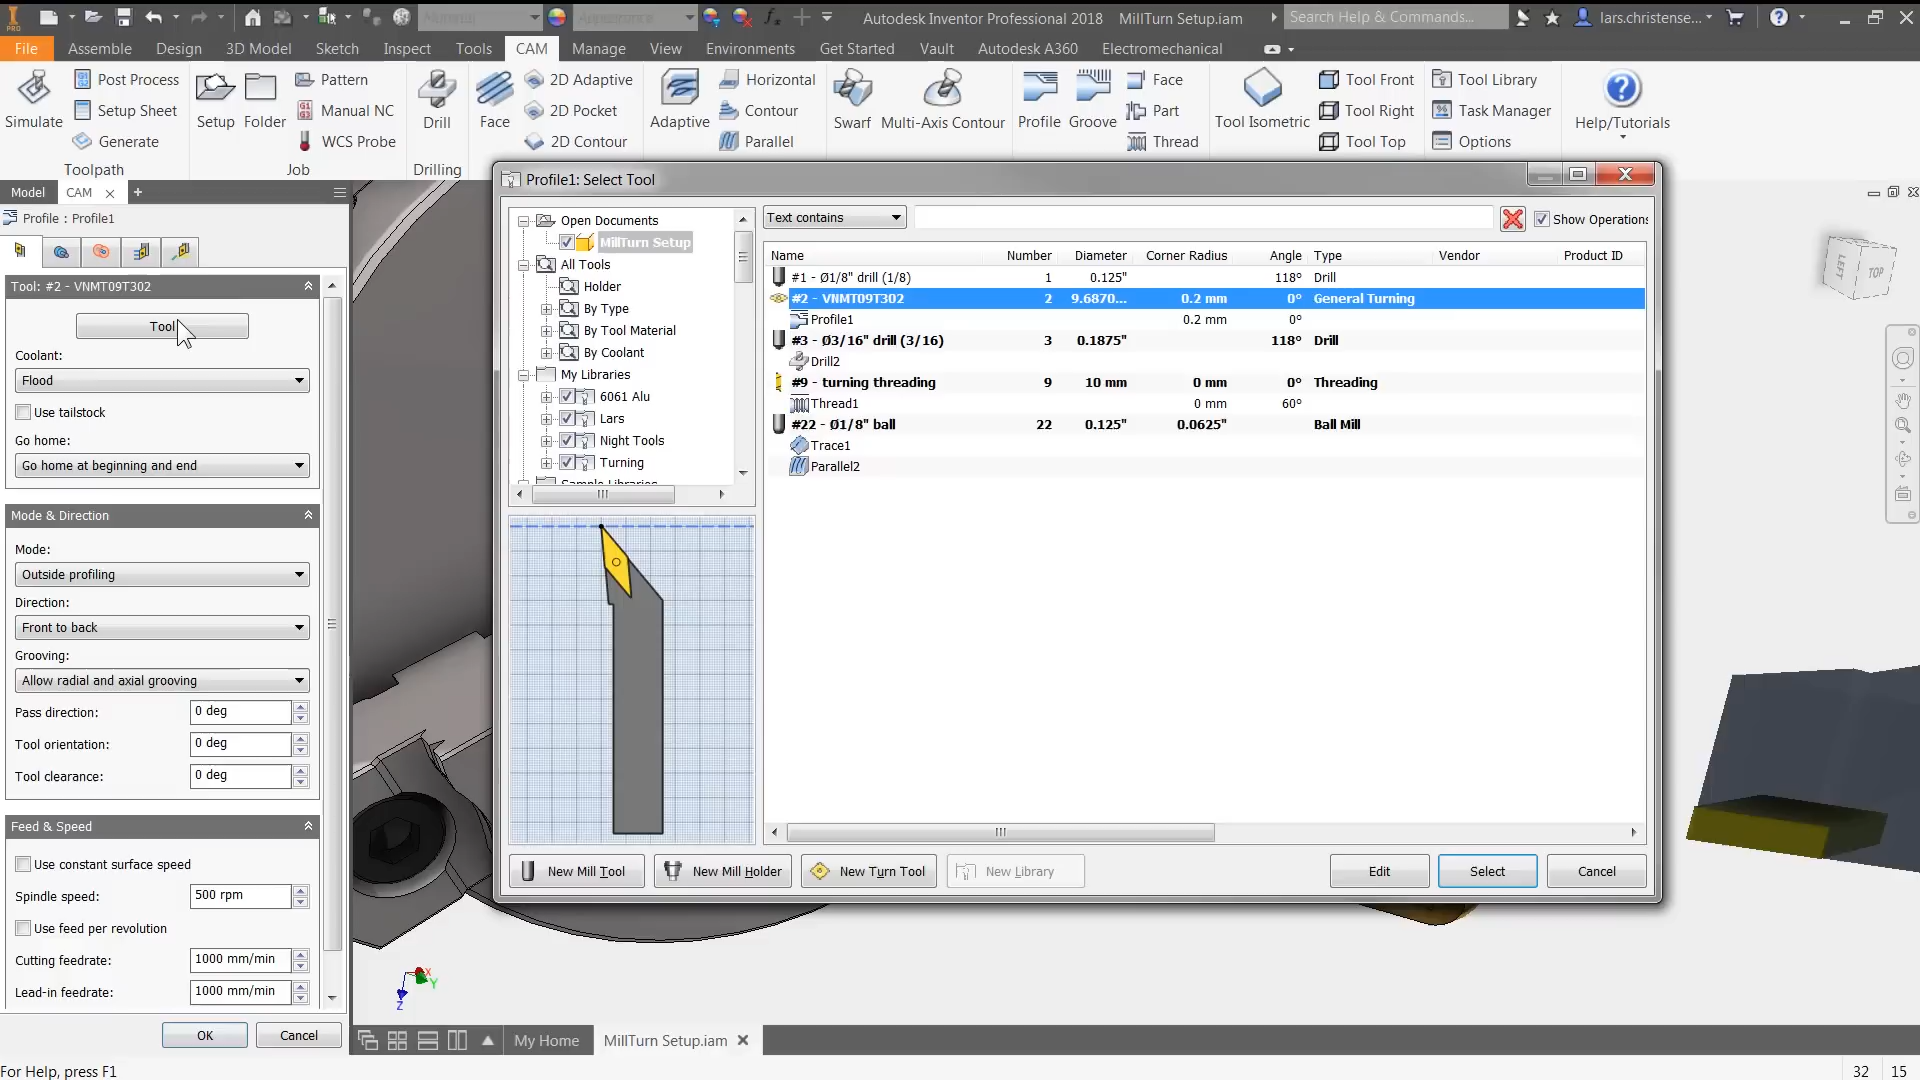 Autodesk Inventor Professional 2018 MillTurn Setup.iam
Search Help & Commands...
lars.christense...
PRO
File Assemble Design 3D Model Sketch Inspect Tools CAM Manage View Environments Get Started Vault Autodesk A360 Electromechanical
Simulate
Post Process
Setup Sheet
Generate
Toolpath
Setup
Folder
Pattern
Manual NC
WCS Probe
Job
Drill
Drilling
Face
2D Adaptive
2D Pocket
2D Contour
Adaptive
Horizontal
Contour
Parallel
Swarf
Multi-Axis Contour
Profile
Groove
Face
Part
Thread
Tool Isometric
Tool Front
Tool Right
Tool Top
Tool Library
Task Manager
Options
Help/Tutorials
Model CAM
Profile : Profile1
Tool: #2 - VNMT09T302
Tool
Coolant:
Flood
Use tailstock
Go home:
Go home at beginning and end
Mode & Direction
Mode:
Outside profiling
Direction:
Front to back
Grooving:
Allow radial and axial grooving
Pass direction: 0 deg
Tool orientation: 0 deg
Tool clearance: 0 deg
Feed & Speed
Use constant surface speed
Spindle speed: 500 rpm
Use feed per revolution
Cutting feedrate: 1000 mm/min
Lead-in feedrate: 1000 mm/min
OK Cancel
Profile1: Select Tool
Open Documents
MillTurn Setup
All Tools
Holder
By Type
By Tool Material
By Coolant
My Libraries
6061 Alu
Lars
Night Tools
Turning
Text contains
Show Operations
Name Number Diameter Corner Radius Angle Type Vendor Product ID
#1 - Ø1/8" drill (1/8) 1 0.125" 118° Drill
#2 - VNMT09T302 2 9.6870... 0.2 mm 0° General Turning
Profile1 0.2 mm 0°
#3 - Ø3/16" drill (3/16) 3 0.1875" 118° Drill
Drill2
#9 - turning threading 9 10 mm 0 mm 0° Threading
Thread1 0 mm 60°
#22 - Ø1/8" ball 22 0.125" 0.0625" Ball Mill
Trace1
Parallel2
New Mill Tool New Mill Holder New Turn Tool New Library Edit Select Cancel
LEFT TOP
X
Y
Z
My Home MillTurn Setup.iam
For Help, press F1
32 15